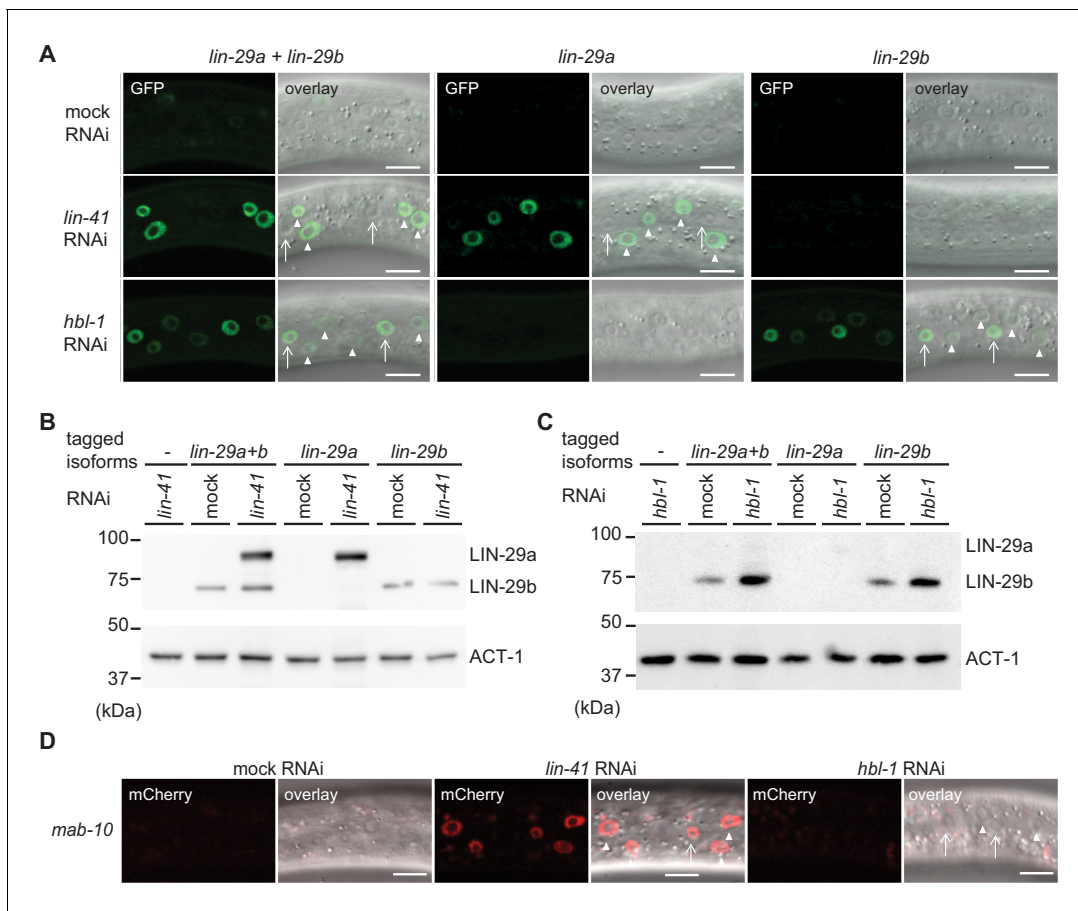 A
lin-29a + lin-29b
lin-29a
lin-29b
GFP
overlay
GFP
overlay
GFP
overlay
mock
RNAi
lin-41
RNAi
hbl-1
RNAi
B
tagged
isoforms
-
lin-29a+b
lin-29a
lin-29b
RNAi
lin-41
mock
lin-41
mock
lin-41
mock
lin-41
100
75
50
37
(kDa)
LIN-29a
LIN-29b
ACT-1
C
tagged
isoforms
-
lin-29a+b
lin-29a
lin-29b
RNAi
hbl-1
mock
hbl-1
mock
hbl-1
mock
hbl-1
100
75
50
37
(kDa)
LIN-29a
LIN-29b
ACT-1
D
mock RNAi
lin-41 RNAi
hbl-1 RNAi
mCherry
overlay
mCherry
overlay
mCherry
overlay
mab-10